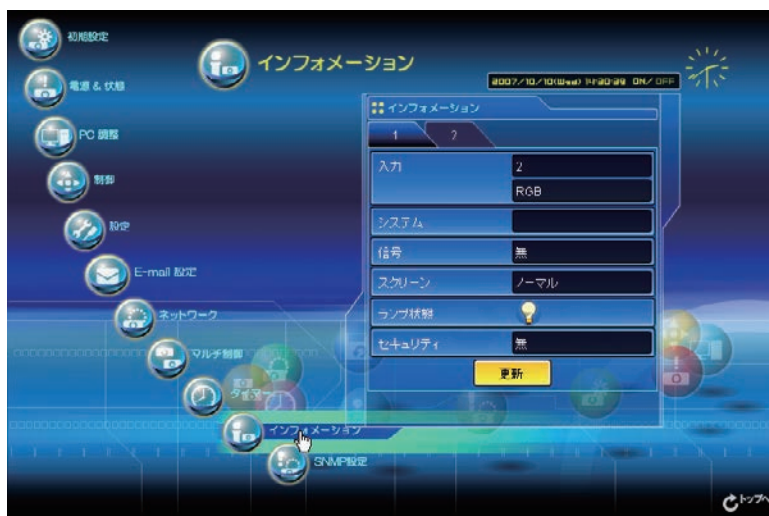 初期設定
電源 & 状態
PC 調整
制御
設定
E-mail 設定
ネットワーク
マルチ制御
タイマー
インフォメーション
SNMP設定
インフォメーション
2007/10/10(Wed) 14:20:29 ON/OFF
インフォメーション
1 2
入力 2
RGB
システム
信号 無
スクリーン ノーマル
ランプ状態
セキュリティ 無
更新
トップへ